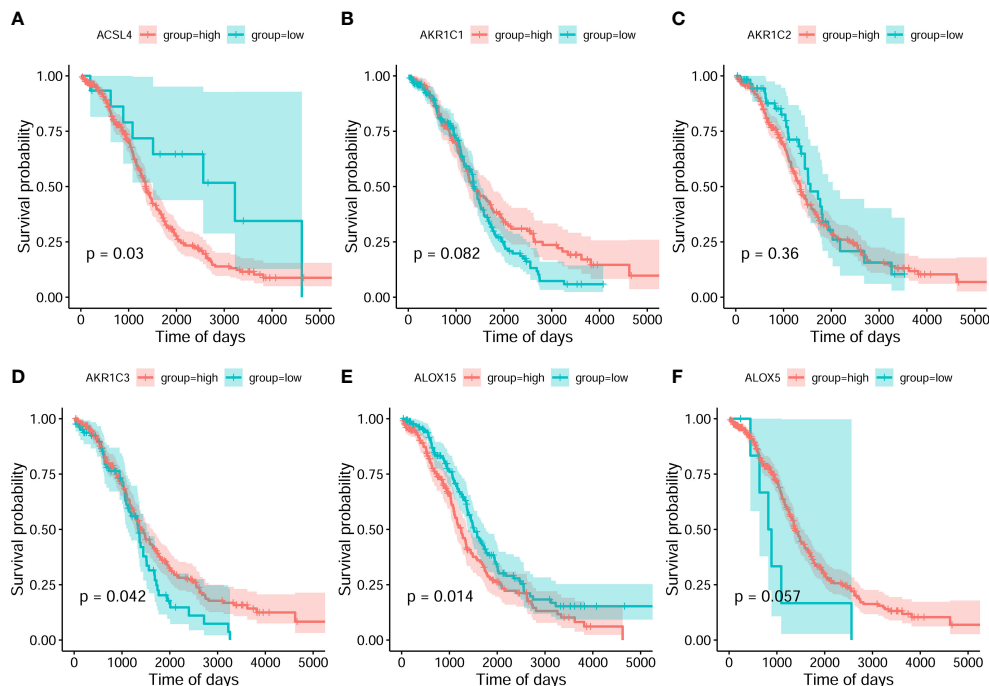 A
ACSL4 group=high group=low
Survival probability
1.00
0.75
0.50
0.25
0.00
p = 0.03
0 1000 2000 3000 4000 5000
Time of days
B
AKR1C1 group=high group=low
Survival probability
1.00
0.75
0.50
0.25
0.00
p = 0.082
0 1000 2000 3000 4000 5000
Time of days
C
AKR1C2 group=high group=low
Survival probability
1.00
0.75
0.50
0.25
0.00
p = 0.36
0 1000 2000 3000 4000 5000
Time of days
D
AKR1C3 group=high group=low
Survival probability
1.00
0.75
0.50
0.25
0.00
p = 0.042
0 1000 2000 3000 4000 5000
Time of days
E
ALOX15 group=high group=low
Survival probability
1.00
0.75
0.50
0.25
0.00
p = 0.014
0 1000 2000 3000 4000 5000
Time of days
F
ALOX5 group=high group=low
Survival probability
1.00
0.75
0.50
0.25
0.00
p = 0.057
0 1000 2000 3000 4000 5000
Time of days